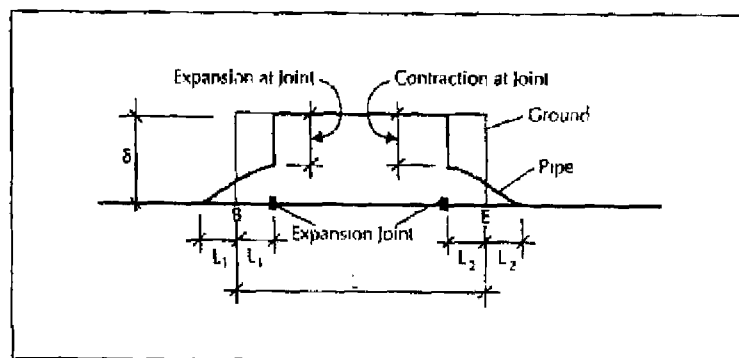 Expansion at Joint
Contraction at Joint
Ground
δ
Pipe
B
Expansion Joint
E
L₁ L₁
L₂ L₂